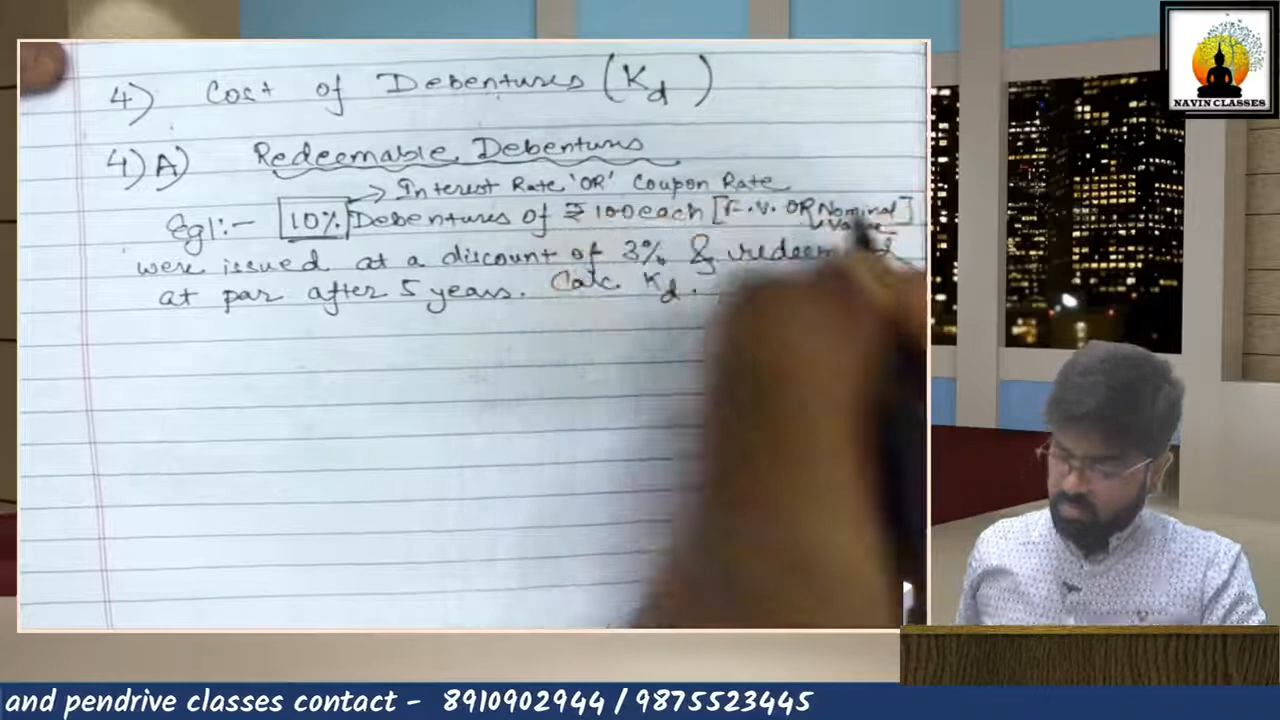 4) Cost of Debentures (Kd)
4) A) Redeemable Debentures
→ Interest Rate 'OR' Coupon Rate
Eg1:- 10% Debentures of ₹ 100 each [F.V. OR Nominal Value]
were issued at a discount of 3% &
at par after 5 years. Calc. Kd.
NAVIN CLASSES
and pendrive classes contact - 8910902944 / 9875523445